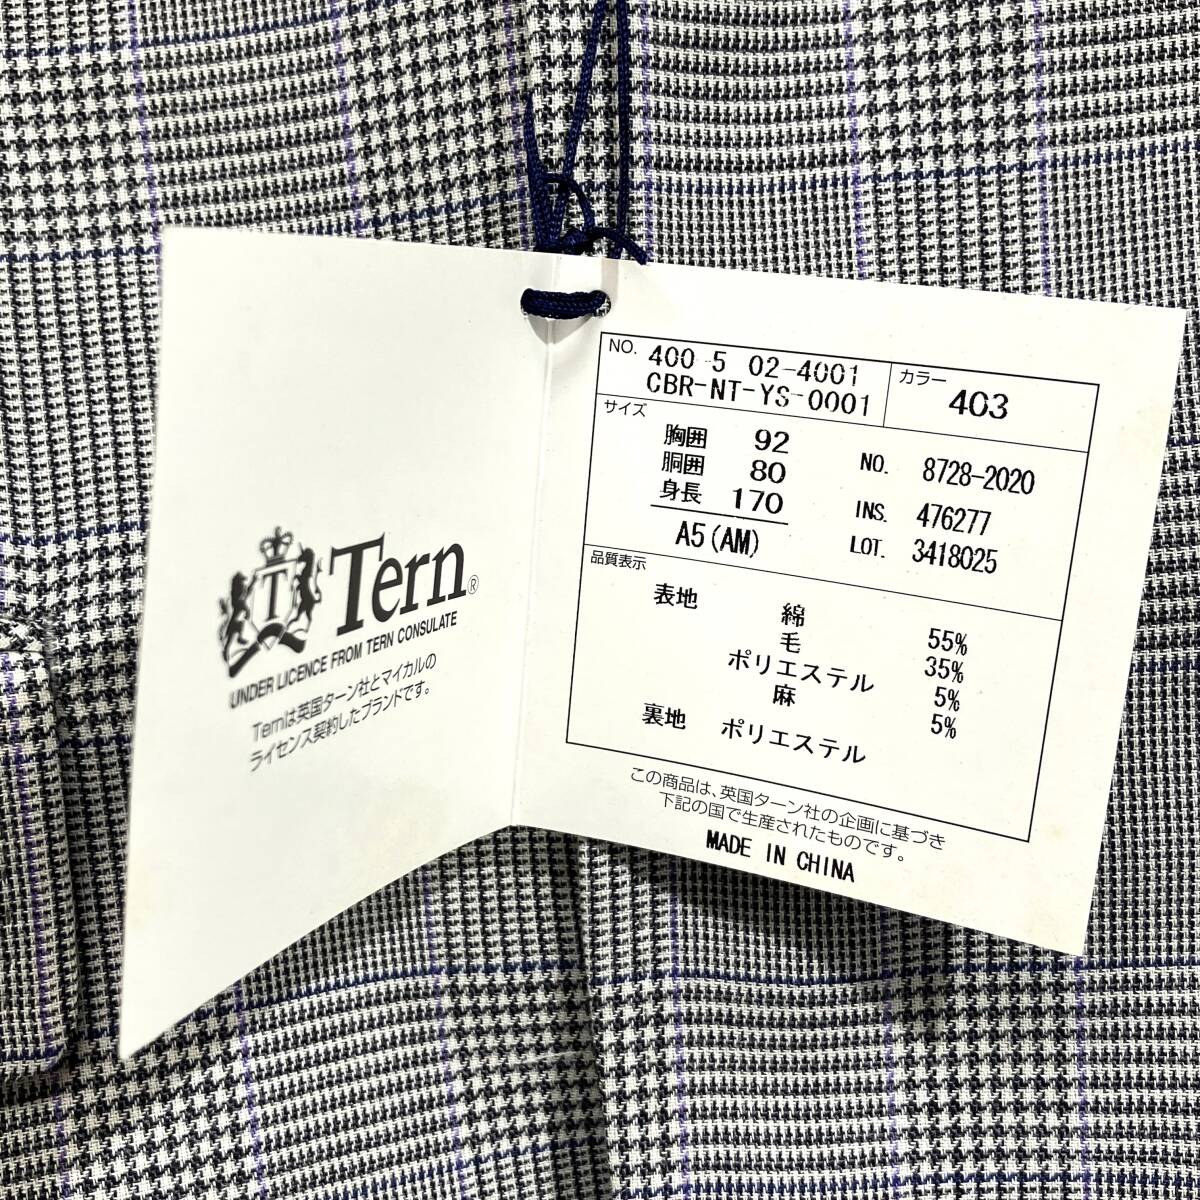 T
Tern®
UNDER LICENCE FROM TERN CONSULATE
Ternは英国ターン社とマイカルの
ライセンス契約したブランドです。
NO. 400-5 02-4001
CBR-NT-YS-0001
カラー 403
サイズ
胸囲 92
胴囲 80
身長 170
A5(AM)
NO. 8728-2020
INS. 476277
LOT. 3418025
品質表示
表地 綿 55%
毛 35%
ポリエステル 5%
麻 5%
裏地 ポリエステル
この商品は、英国ターン社の企画に基づき
下記の国で生産されたものです。
MADE IN CHINA